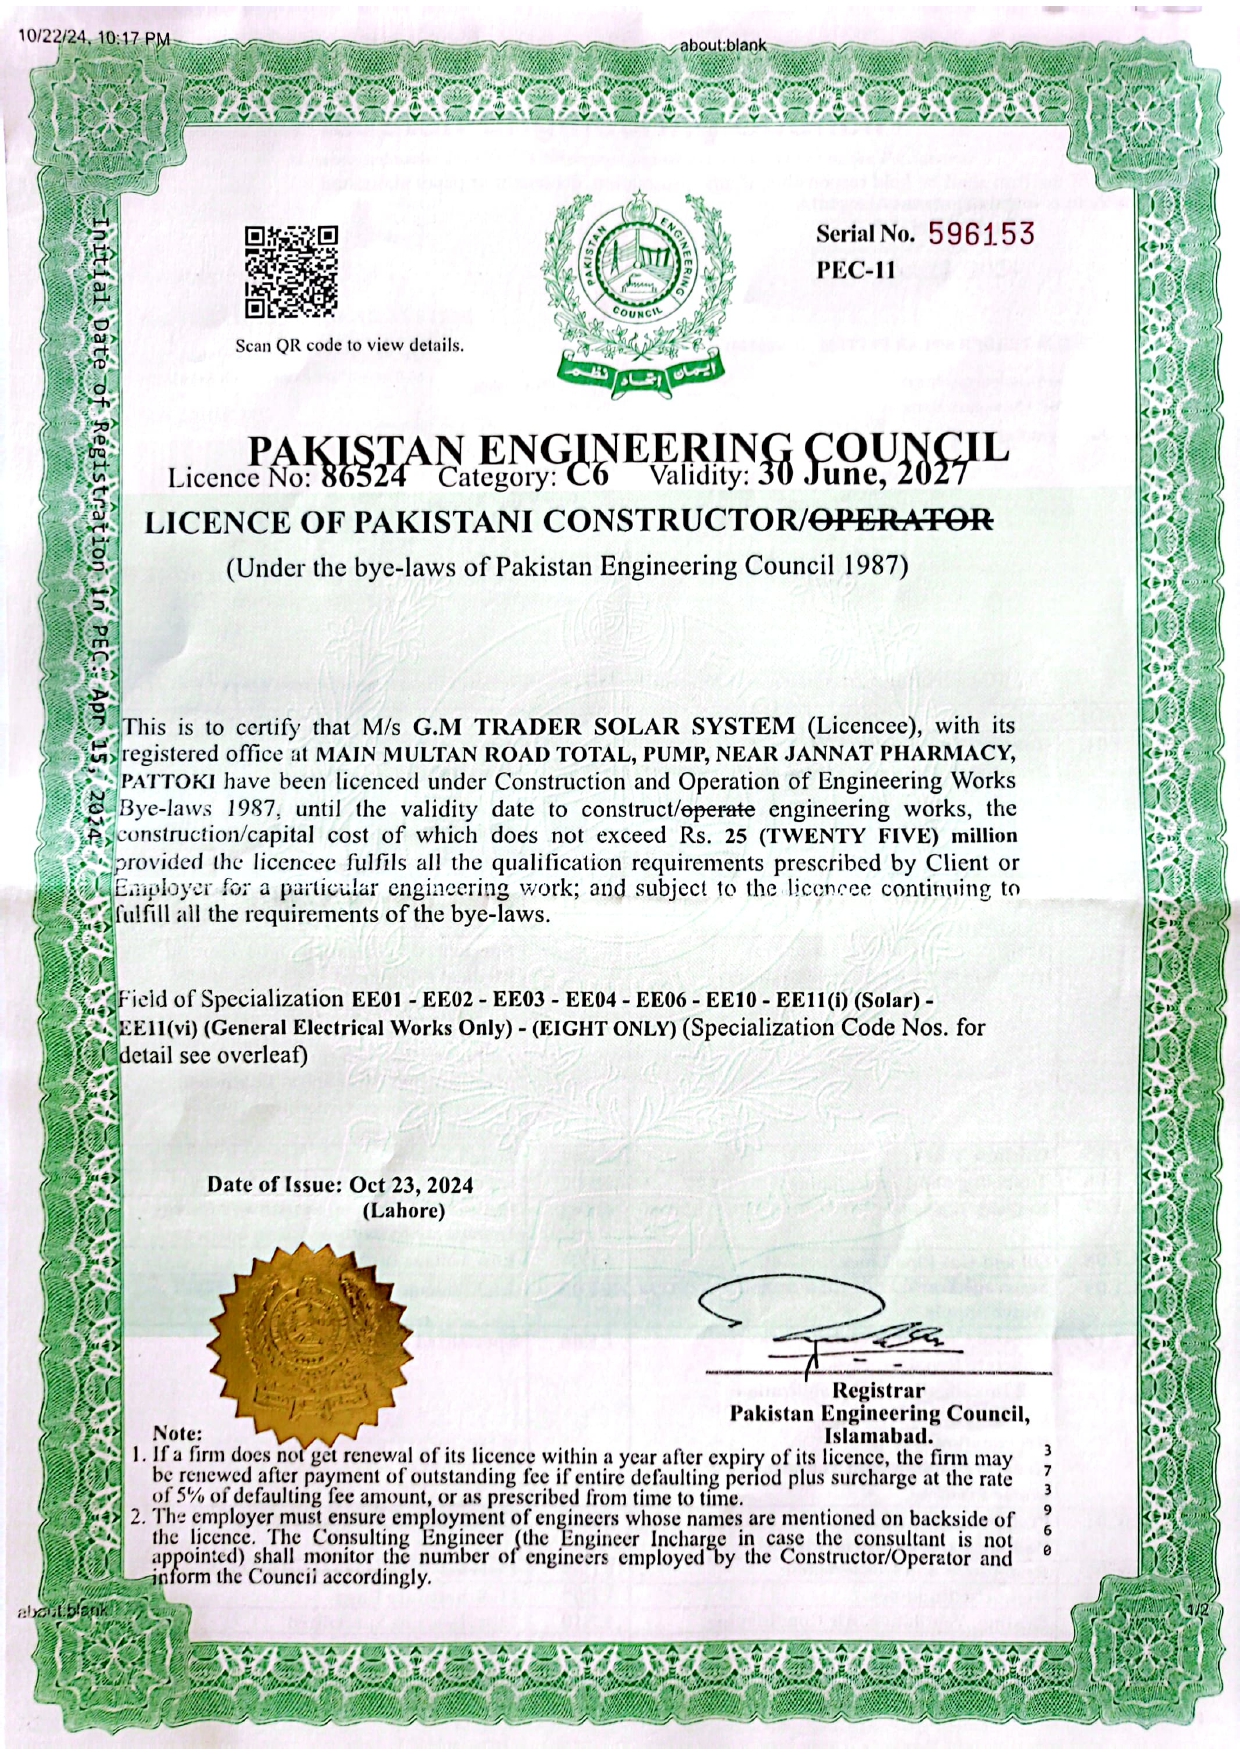 10/22/24, 10:17 PM
about:blank
Serial No. 596153
PEC-11
PAKISTAN ENGINEERING
COUNCIL
ایمان اتحاد نظم
Scan QR code to view details.
PAKISTAN ENGINEERING COUNCIL
Licence No: 86524 Category: C6 Validity: 30 June, 2027
LICENCE OF PAKISTANI CONSTRUCTOR/OPERATOR
(Under the bye-laws of Pakistan Engineering Council 1987)
Initial Date of Registration in PEC: Apr 15, 2024
This is to certify that M/s G.M TRADER SOLAR SYSTEM (Licencee), with its
registered office at MAIN MULTAN ROAD TOTAL, PUMP, NEAR JANNAT PHARMACY,
PATTOKI have been licenced under Construction and Operation of Engineering Works
Bye-laws 1987, until the validity date to construct/operate engineering works, the
construction/capital cost of which does not exceed Rs. 25 (TWENTY FIVE) million
provided the licencee fulfils all the qualification requirements prescribed by Client or
Employer for a particular engineering work; and subject to the licencee continuing to
fulfill all the requirements of the bye-laws.
Field of Specialization EE01 - EE02 - EE03 - EE04 - EE06 - EE10 - EE11(i) (Solar) -
EE11(vi) (General Electrical Works Only) - (EIGHT ONLY) (Specialization Code Nos. for
detail see overleaf)
Date of Issue: Oct 23, 2024
(Lahore)
Registrar
Pakistan Engineering Council,
Islamabad.
Note:
1. If a firm does not get renewal of its licence within a year after expiry of its licence, the firm may
be renewed after payment of outstanding fee if entire defaulting period plus surcharge at the rate
of 5% of defaulting fee amount, or as prescribed from time to time.
2. The employer must ensure employment of engineers whose names are mentioned on backside of
the licence. The Consulting Engineer (the Engineer Incharge in case the consultant is not
appointed) shall monitor the number of engineers employed by the Constructor/Operator and
inform the Council accordingly.
373960
about:blank
1/2